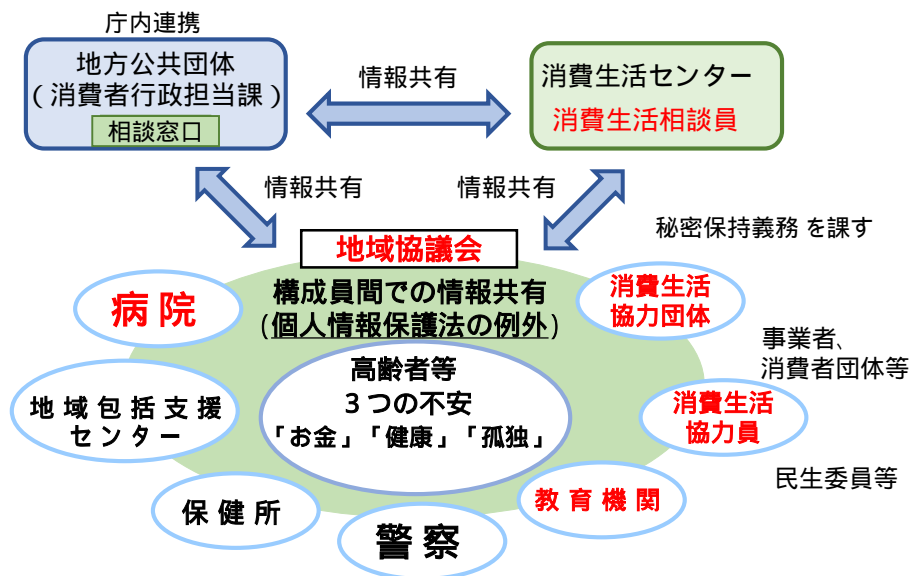 庁内連携
地方公共団体
(消費者行政担当課)
相談窓口
情報共有
消費生活センター
消費生活相談員
情報共有
情報共有
秘密保持義務 を課す
地域協議会
構成員間での情報共有
(個人情報保護法の例外)
病院
消費生活
協力団体
事業者、
消費者団体等
高齢者等
3つの不安
「お金」「健康」「孤独」
地域包括支援
センター
消費生活
協力員
民生委員等
保健所
教育機関
警察